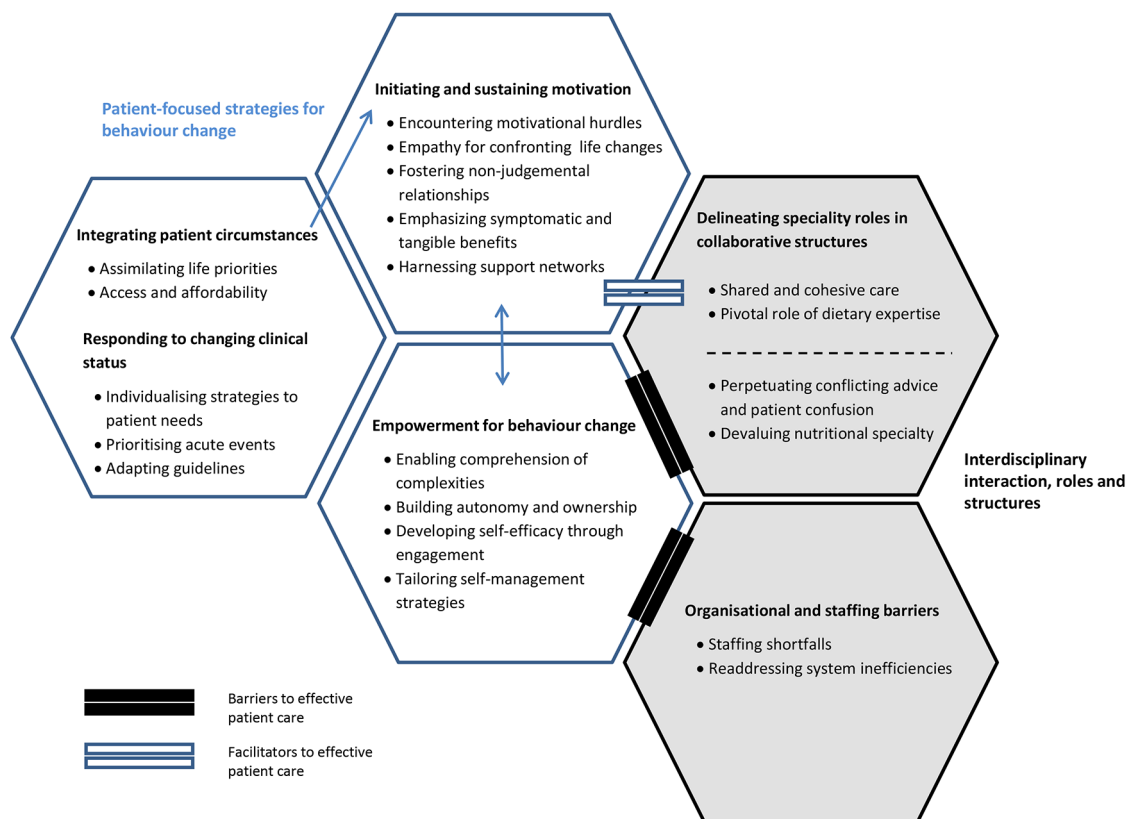 Patient-focused strategies for
behaviour change
Initiating and sustaining motivation
● Encountering motivational hurdles
● Empathy for confronting life changes
● Fostering non-judgemental
relationships
● Emphasizing symptomatic and
tangible benefits
● Harnessing support networks
Integrating patient circumstances
● Assimilating life priorities
● Access and affordability
Responding to changing clinical
status
● Individualising strategies to
patient needs
● Prioritising acute events
● Adapting guidelines
Delineating speciality roles in
collaborative structures
● Shared and cohesive care
● Pivotal role of dietary expertise
● Perpetuating conflicting advice
and patient confusion
● Devaluing nutritional specialty
Empowerment for behaviour change
● Enabling comprehension of
complexities
● Building autonomy and ownership
● Developing self-efficacy through
engagement
● Tailoring self-management
strategies
Interdisciplinary
interaction, roles and
structures
Organisational and staffing barriers
● Staffing shortfalls
● Readdressing system inefficiencies
Barriers to effective
patient care
Facilitators to effective
patient care